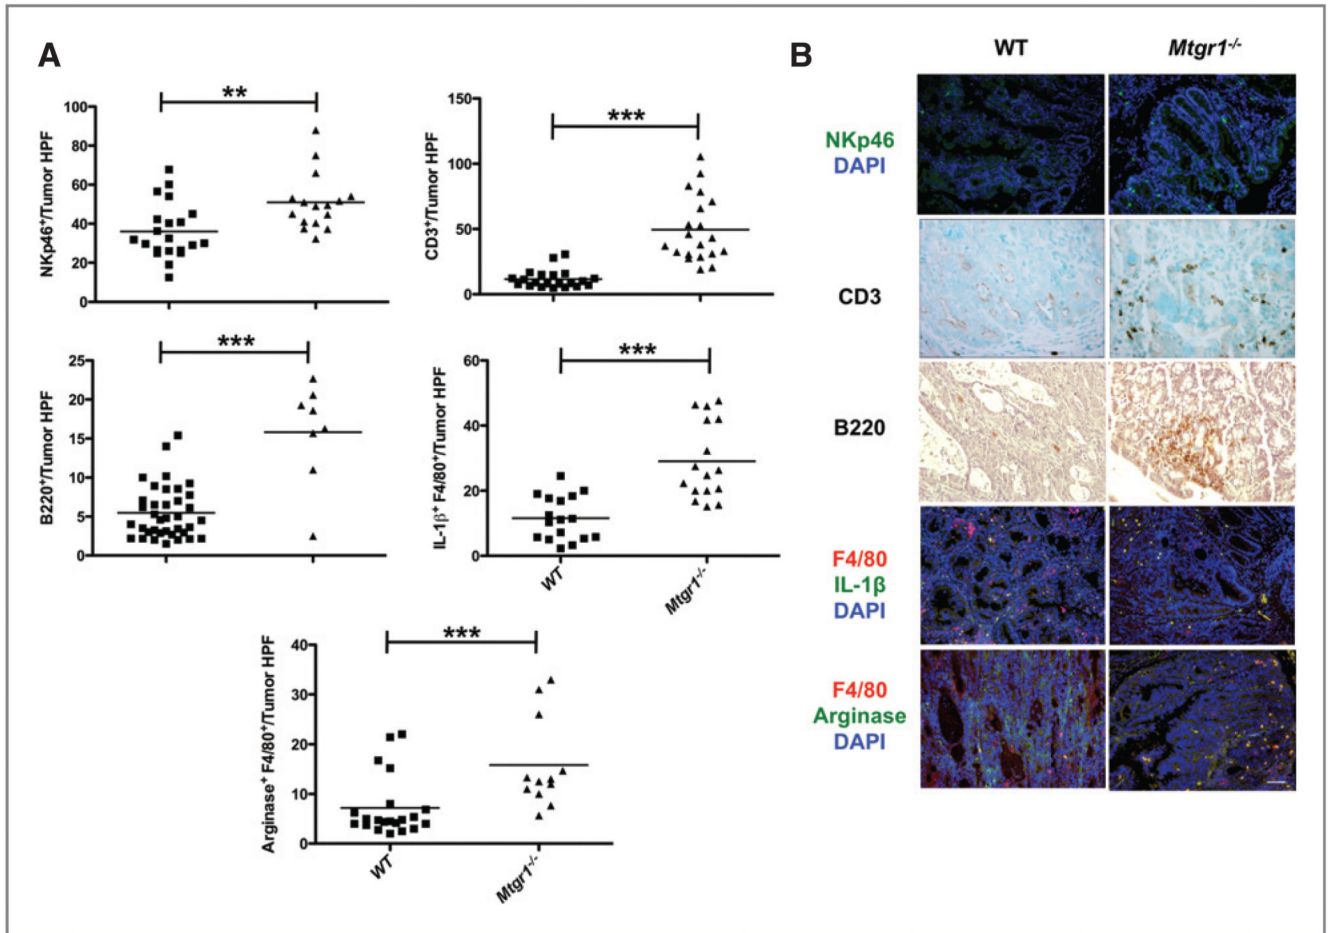 A
**
100
80
60
40
20
0
NKp46⁺/Tumor HPF
***
150
100
50
0
CD3⁺/Tumor HPF
***
25
20
15
10
5
0
B220⁺/Tumor HPF
***
60
40
20
0
IL-1β⁺ F4/80⁺/Tumor HPF
WT
Mtgr1⁻/⁻
***
40
30
20
10
0
Arginase⁺ F4/80⁺/Tumor HPF
WT
Mtgr1⁻/⁻
B
WT
Mtgr1⁻/⁻
NKp46
DAPI
CD3
B220
F4/80
IL-1β
DAPI
F4/80
Arginase
DAPI